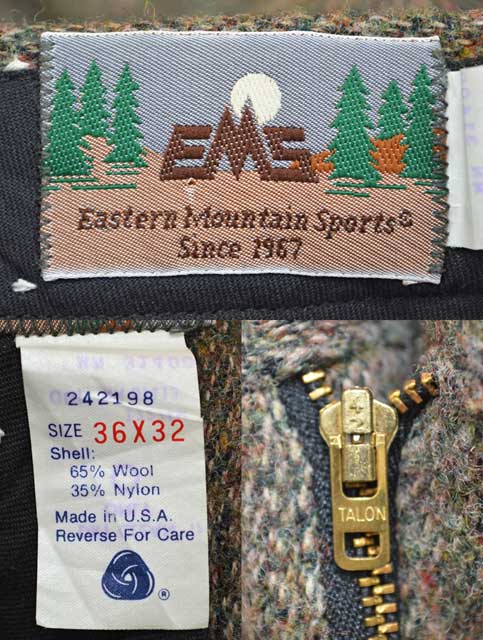 EMS
Eastern Mountain Sports®
Since 1967
242198
SIZE 36X32
Shell:
65% Wool
35% Nylon
Made in U.S.A.
Reverse For Care
®
42
TALON